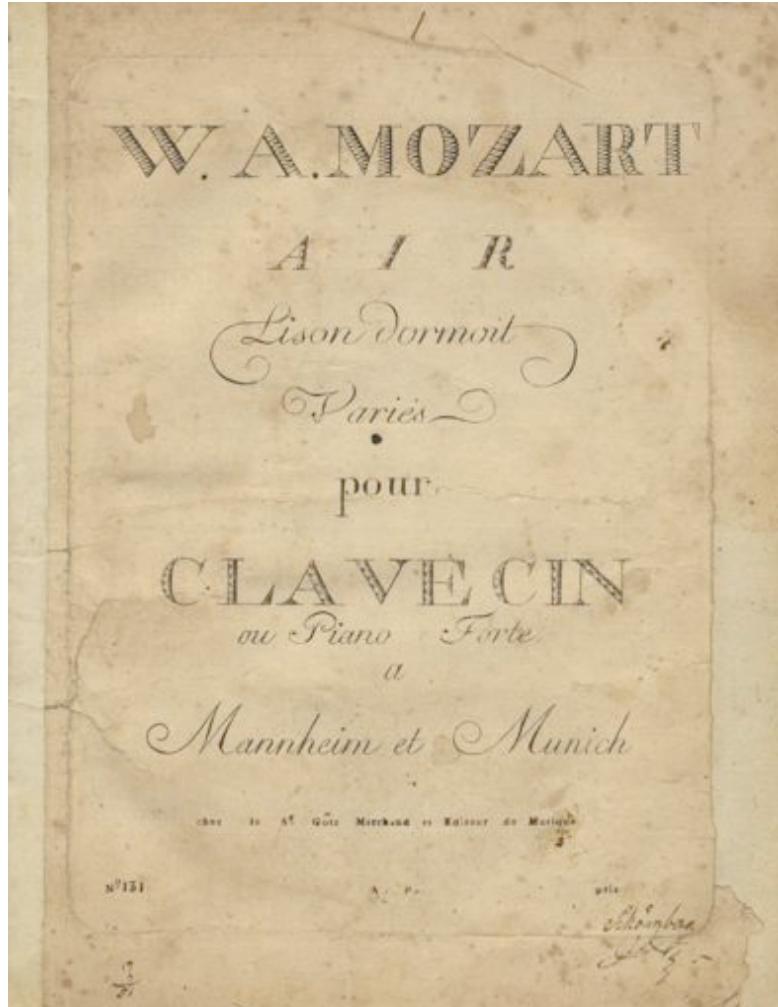 W. A. MOZART
AIR
Lison dormoit
Variés
pour
CLAVECIN
ou Piano Forte
a
Mannheim et Munich
chez le Sr. Götz Marchand et Editeur de Musique
No 131
prix